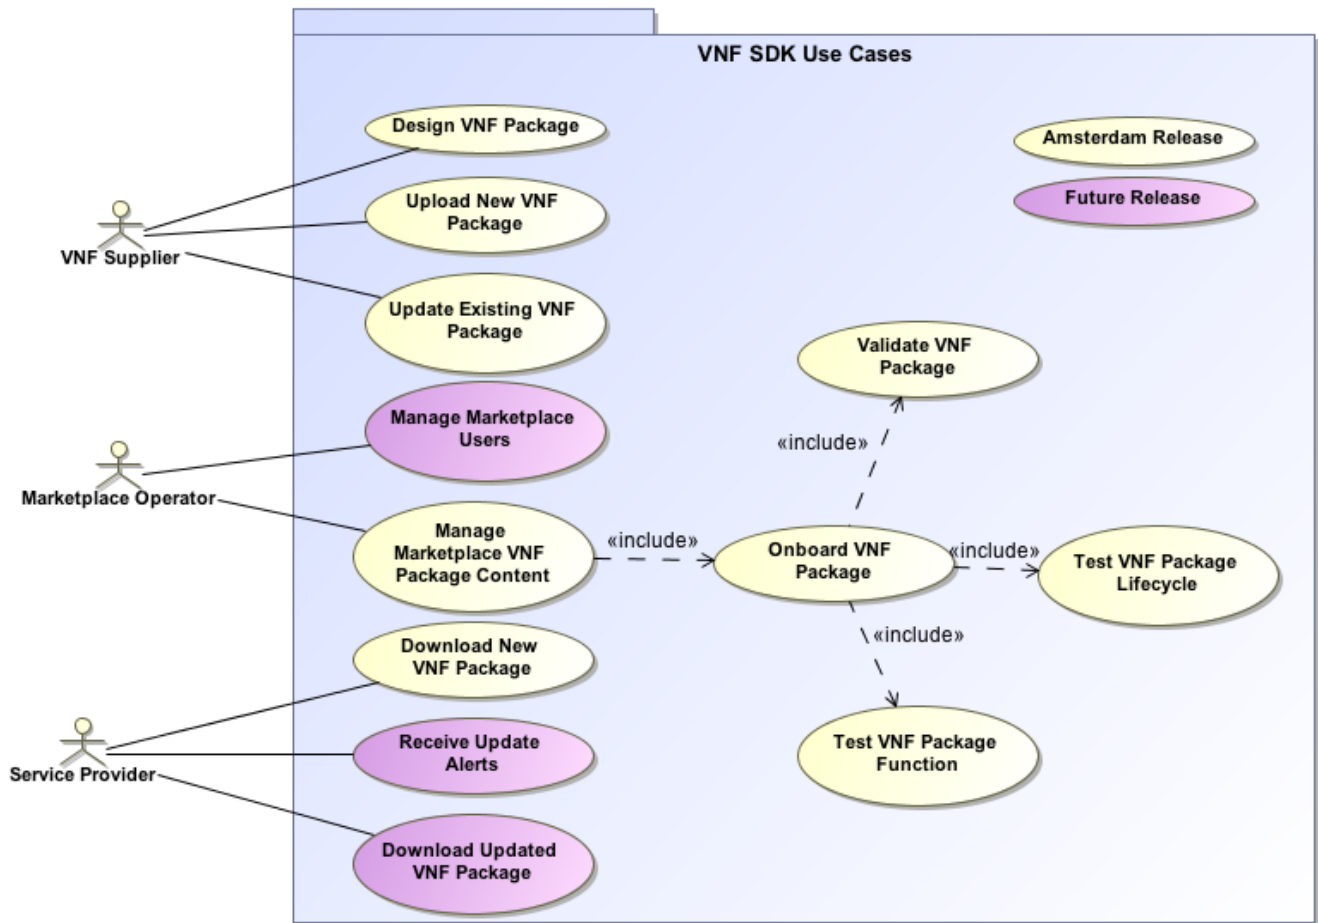 VNF SDK Use Cases
Design VNF Package
Amsterdam Release
Upload New VNF
Package
Future Release
VNF Supplier
Update Existing VNF
Package
Validate VNF
Package
Manage Marketplace
Users
«include»
Marketplace Operator
Manage
Marketplace VNF
Package Content
«include»
Onboard VNF
Package
«include»
Test VNF Package
Lifecycle
«include»
Download New
VNF Package
Service Provider
Receive Update
Alerts
Test VNF Package
Function
Download Updated
VNF Package